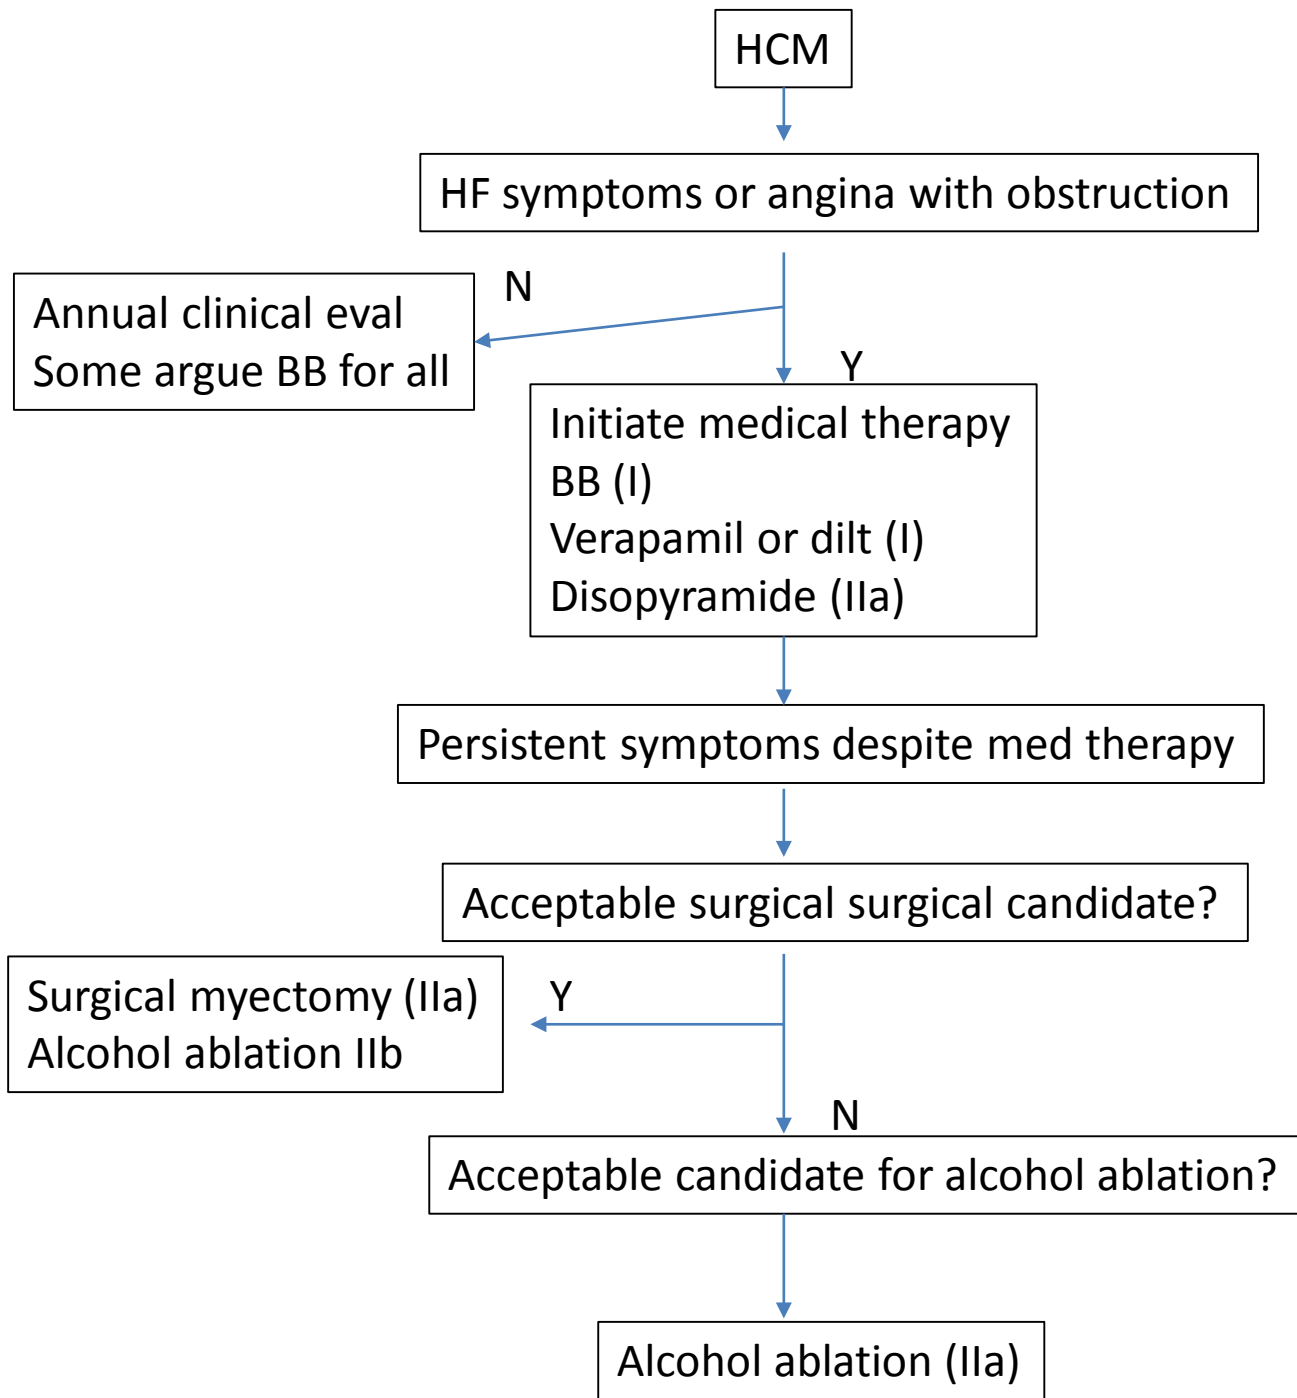 HCM
HF symptoms or angina with obstruction
N
Annual clinical eval
Some argue BB for all
Y
Initiate medical therapy
BB (I)
Verapamil or dilt (I)
Disopyramide (IIa)
Persistent symptoms despite med therapy
Acceptable surgical surgical candidate?
Y
Surgical myectomy (IIa)
Alcohol ablation IIb
N
Acceptable candidate for alcohol ablation?
Alcohol ablation (IIa)